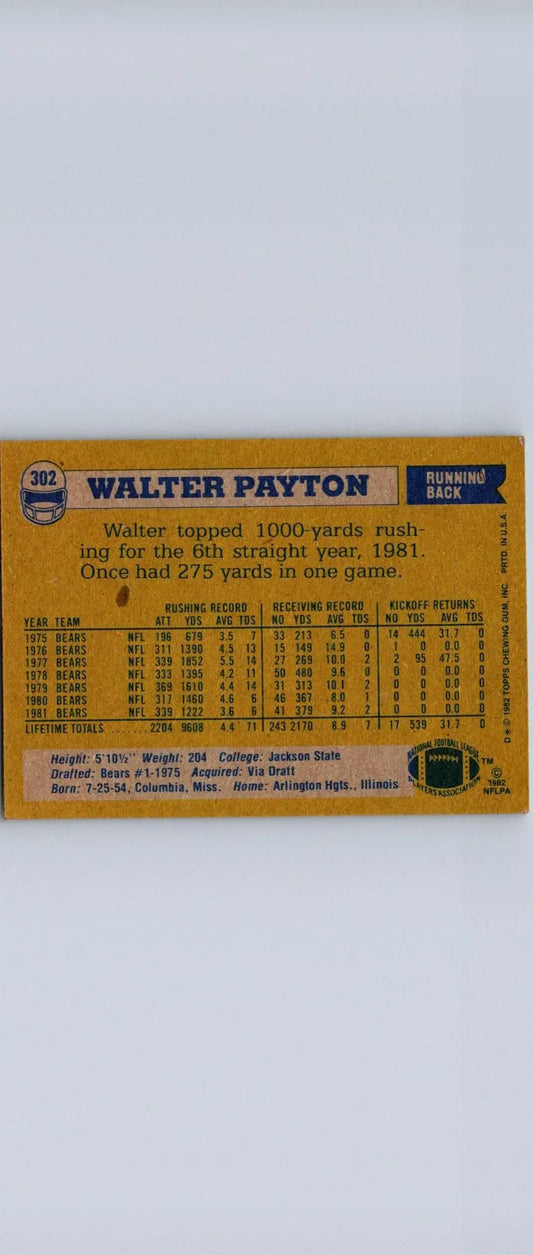 302
WALTER PAYTON
RUNNING BACK
Walter topped 1000-yards rush-
ing for the 6th straight year, 1981.
Once had 275 yards in one game.
RUSHING RECORD RECEIVING RECORD KICKOFF RETURNS
YEAR TEAM ATT YDS AVG TDS NO YDS AVG TDS NO YDS AVG TDS
1975 BEARS NFL 196 679 3.5 7 33 213 6.5 0 14 444 31.7 0
1976 BEARS NFL 311 1390 4.5 13 15 149 14.9 0 1 0 0.0 0
1977 BEARS NFL 339 1852 5.5 14 27 269 10.0 2 2 95 47.5 0
1978 BEARS NFL 333 1395 4.2 11 50 480 9.6 0 0 0 0.0 0
1979 BEARS NFL 369 1610 4.4 14 31 313 10.1 2 0 0 0.0 0
1980 BEARS NFL 317 1460 4.6 6 46 367 8.0 1 0 0 0.0 0
1981 BEARS NFL 339 1222 3.6 6 41 379 9.2 2 0 0 0.0 0
LIFETIME TOTALS ..... 2204 9608 4.4 71 243 2170 8.9 7 17 539 31.7 0
Height: 5'10½" Weight: 204 College: Jackson State
Drafted: Bears #1-1975 Acquired: Via Draft
Born: 7-25-54, Columbia, Miss. Home: Arlington Hgts., Illinois
NATIONAL FOOTBALL LEAGUE
PLAYERS ASSOCIATION
TM
©
1982
NFLPA
D* © 1982 TOPPS CHEWING GUM, INC. PRTD. IN U.S.A.